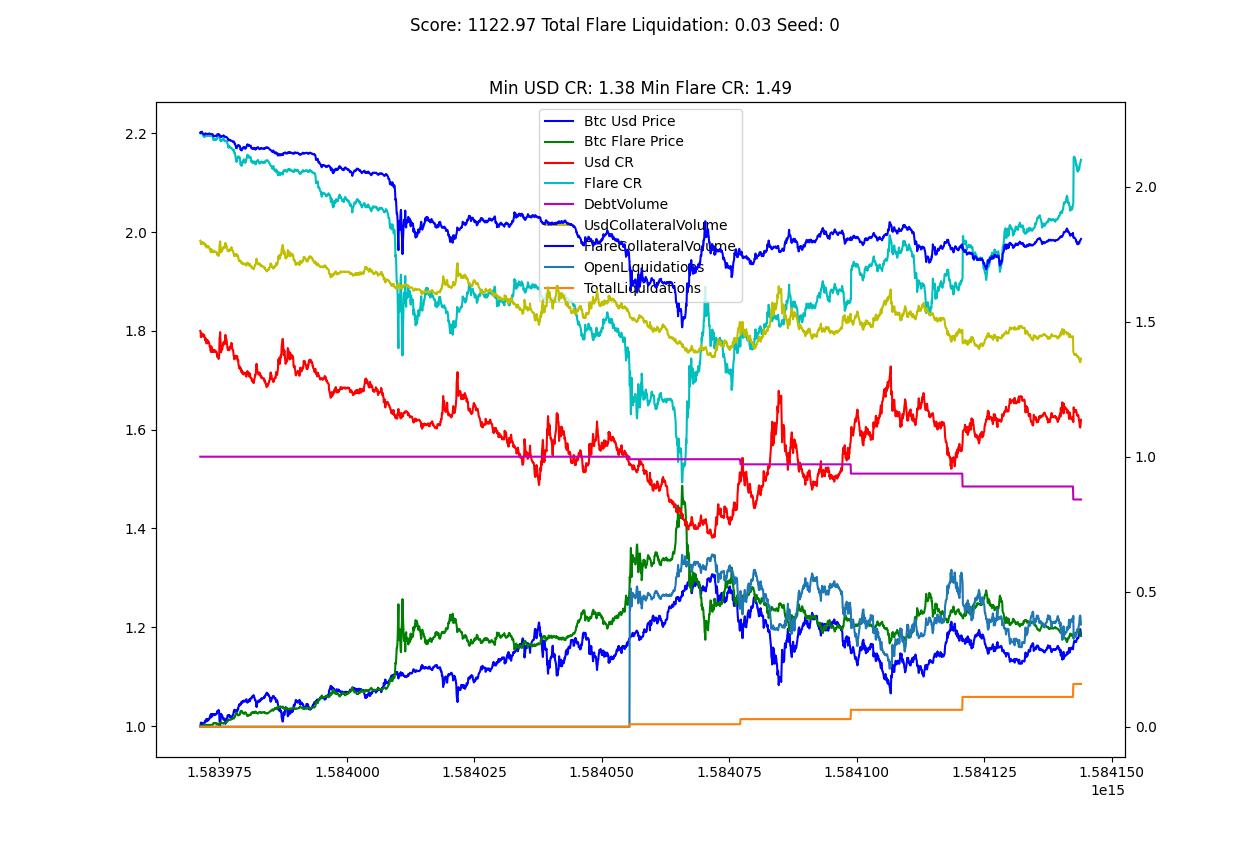 Score: 1122.97 Total Flare Liquidation: 0.03 Seed: 0
Min USD CR: 1.38 Min Flare CR: 1.49
Btc Usd Price
Btc Flare Price
Usd CR
Flare CR
DebtVolume
UsdCollateralVolume
FlareCollateralVolume
OpenLiquidations
TotalLiquidations
2.2
2.0
1.8
1.6
1.4
1.2
1.0
2.0
1.5
1.0
0.5
0.0
1.583975 1.584000 1.584025 1.584050 1.584075 1.584100 1.584125 1.584150
1e15